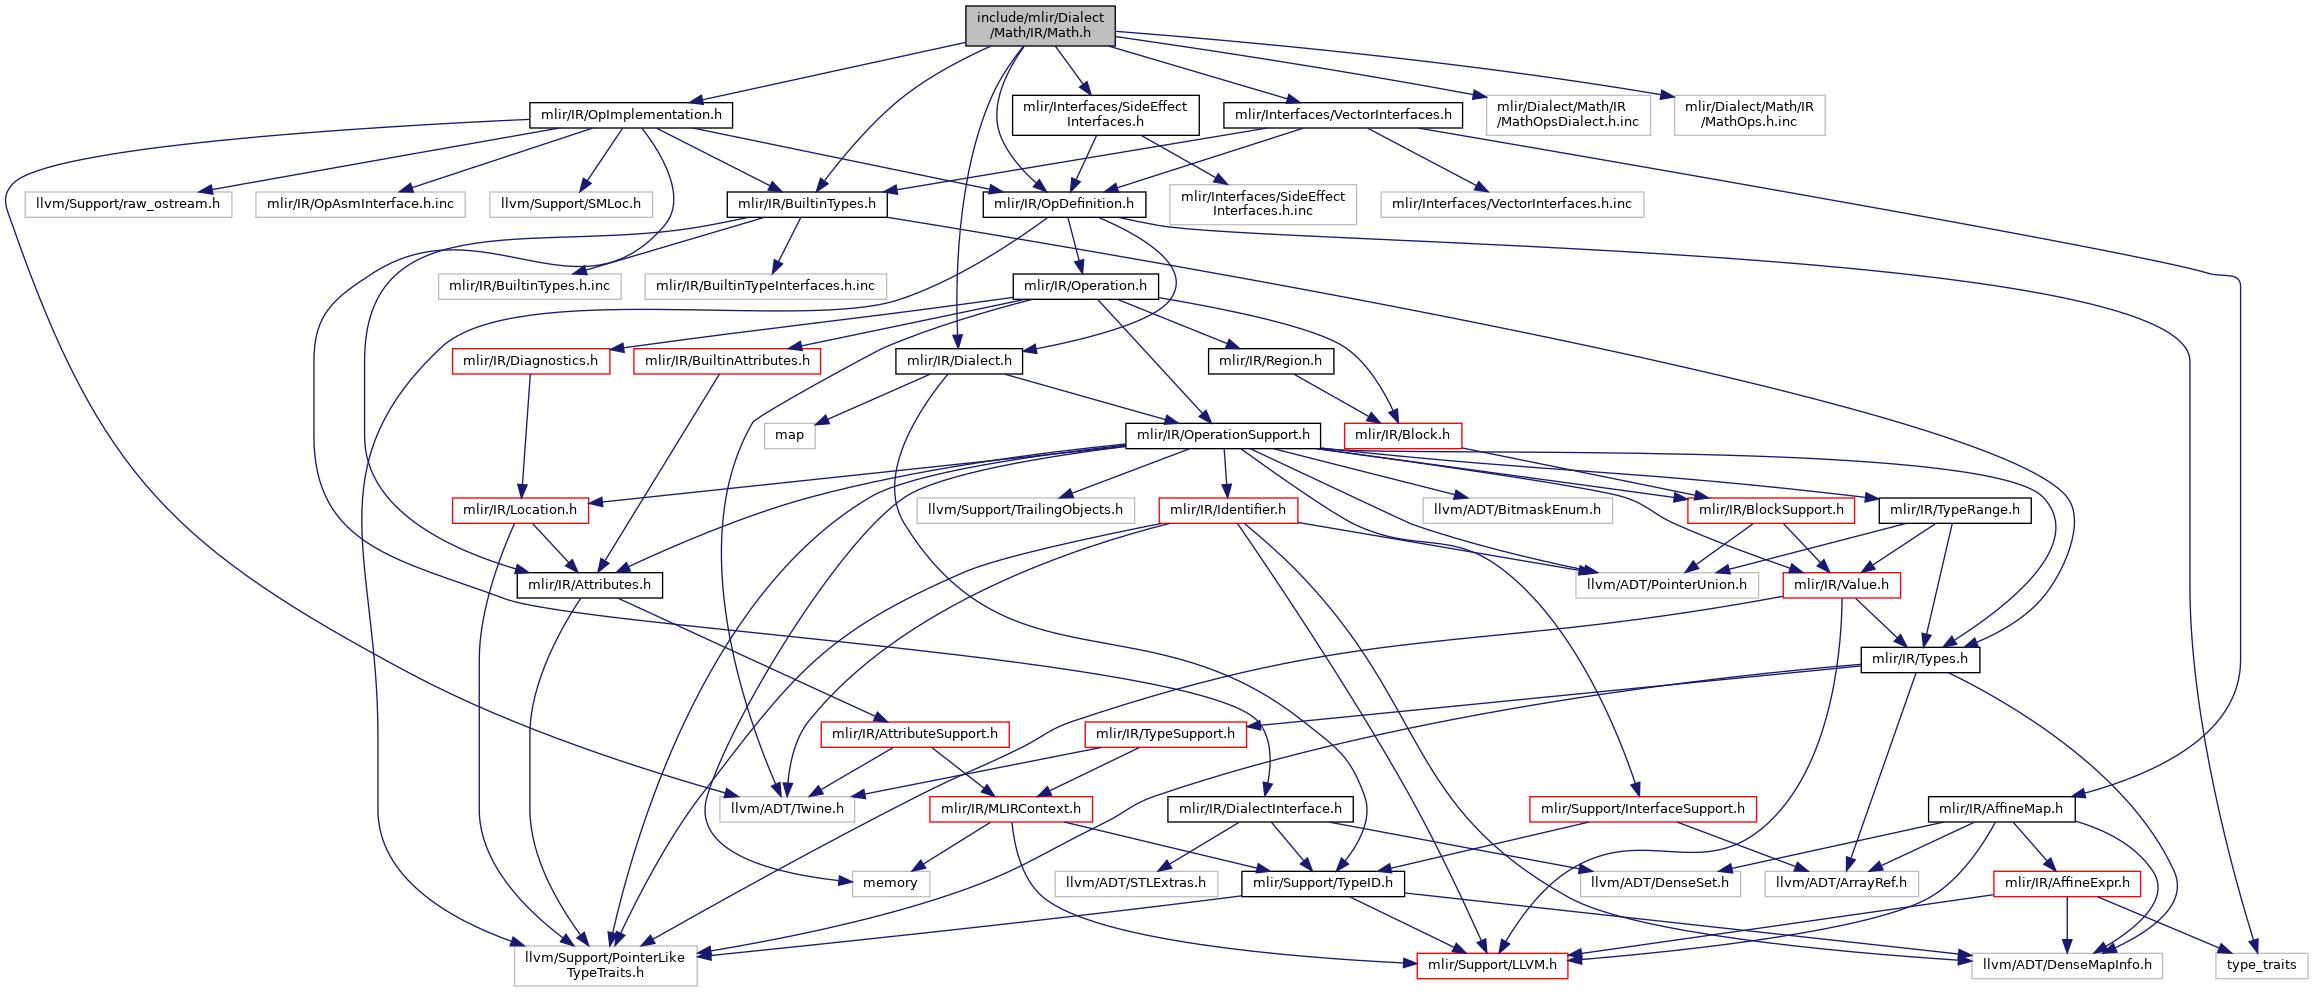 include/mlir/Dialect
/Math/IR/Math.h
mlir/IR/OpImplementation.h
mlir/Interfaces/SideEffect
Interfaces.h
mlir/Interfaces/VectorInterfaces.h
mlir/Dialect/Math/IR
/MathOpsDialect.h.inc
mlir/Dialect/Math/IR
/MathOps.h.inc
llvm/Support/raw_ostream.h
mlir/IR/OpAsmInterface.h.inc
llvm/Support/SMLoc.h
mlir/IR/BuiltinTypes.h
mlir/IR/OpDefinition.h
mlir/Interfaces/SideEffect
Interfaces.h.inc
mlir/Interfaces/VectorInterfaces.h.inc
mlir/IR/BuiltinTypes.h.inc
mlir/IR/BuiltinTypeInterfaces.h.inc
mlir/IR/Operation.h
mlir/IR/Diagnostics.h
mlir/IR/BuiltinAttributes.h
mlir/IR/Dialect.h
mlir/IR/Region.h
map
mlir/IR/OperationSupport.h
mlir/IR/Block.h
mlir/IR/Location.h
llvm/Support/TrailingObjects.h
mlir/IR/Identifier.h
llvm/ADT/BitmaskEnum.h
mlir/IR/BlockSupport.h
mlir/IR/TypeRange.h
mlir/IR/Attributes.h
llvm/ADT/PointerUnion.h
mlir/IR/Value.h
mlir/IR/Types.h
mlir/IR/AttributeSupport.h
mlir/IR/TypeSupport.h
llvm/ADT/Twine.h
mlir/IR/MLIRContext.h
mlir/IR/DialectInterface.h
mlir/Support/InterfaceSupport.h
mlir/IR/AffineMap.h
memory
llvm/ADT/STLExtras.h
mlir/Support/TypeID.h
llvm/ADT/DenseSet.h
llvm/ADT/ArrayRef.h
mlir/IR/AffineExpr.h
llvm/Support/PointerLike
TypeTraits.h
mlir/Support/LLVM.h
llvm/ADT/DenseMapInfo.h
type_traits